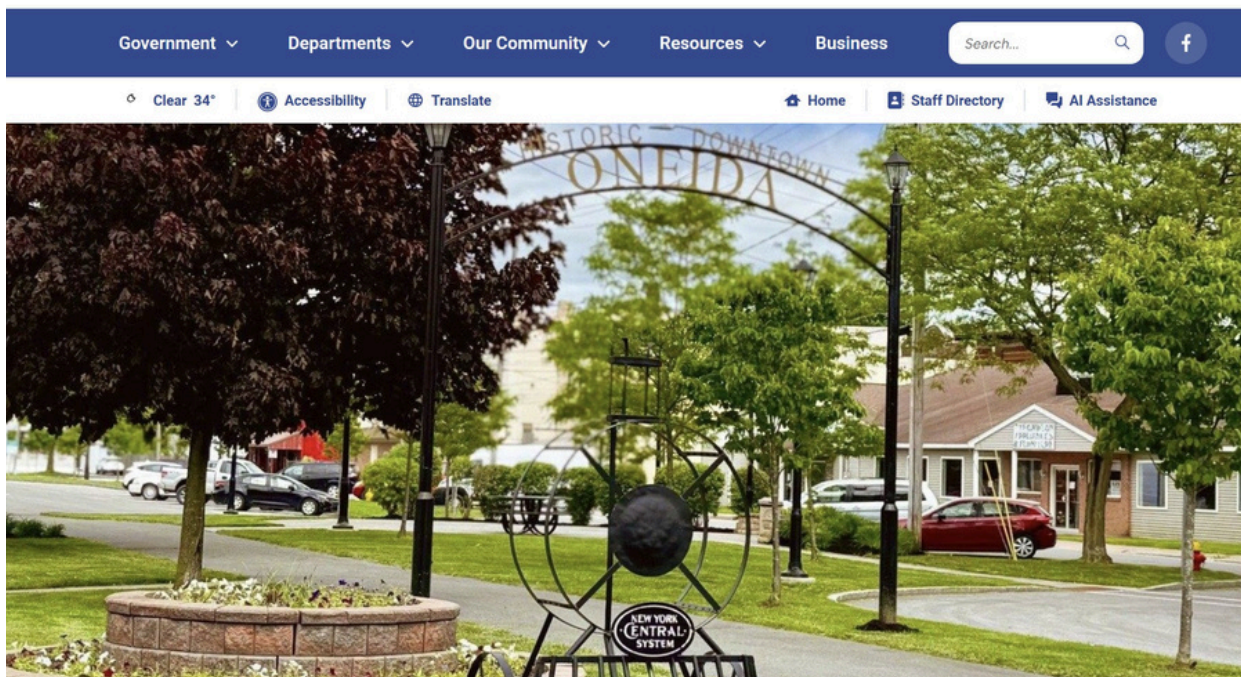 Government Departments Our Community Resources Business Search... f
Clear 34° Accessibility Translate Home Staff Directory AI Assistance
HISTORIC - DOWNTOWN
ONEIDA
NEW YORK
CENTRAL
SYSTEM